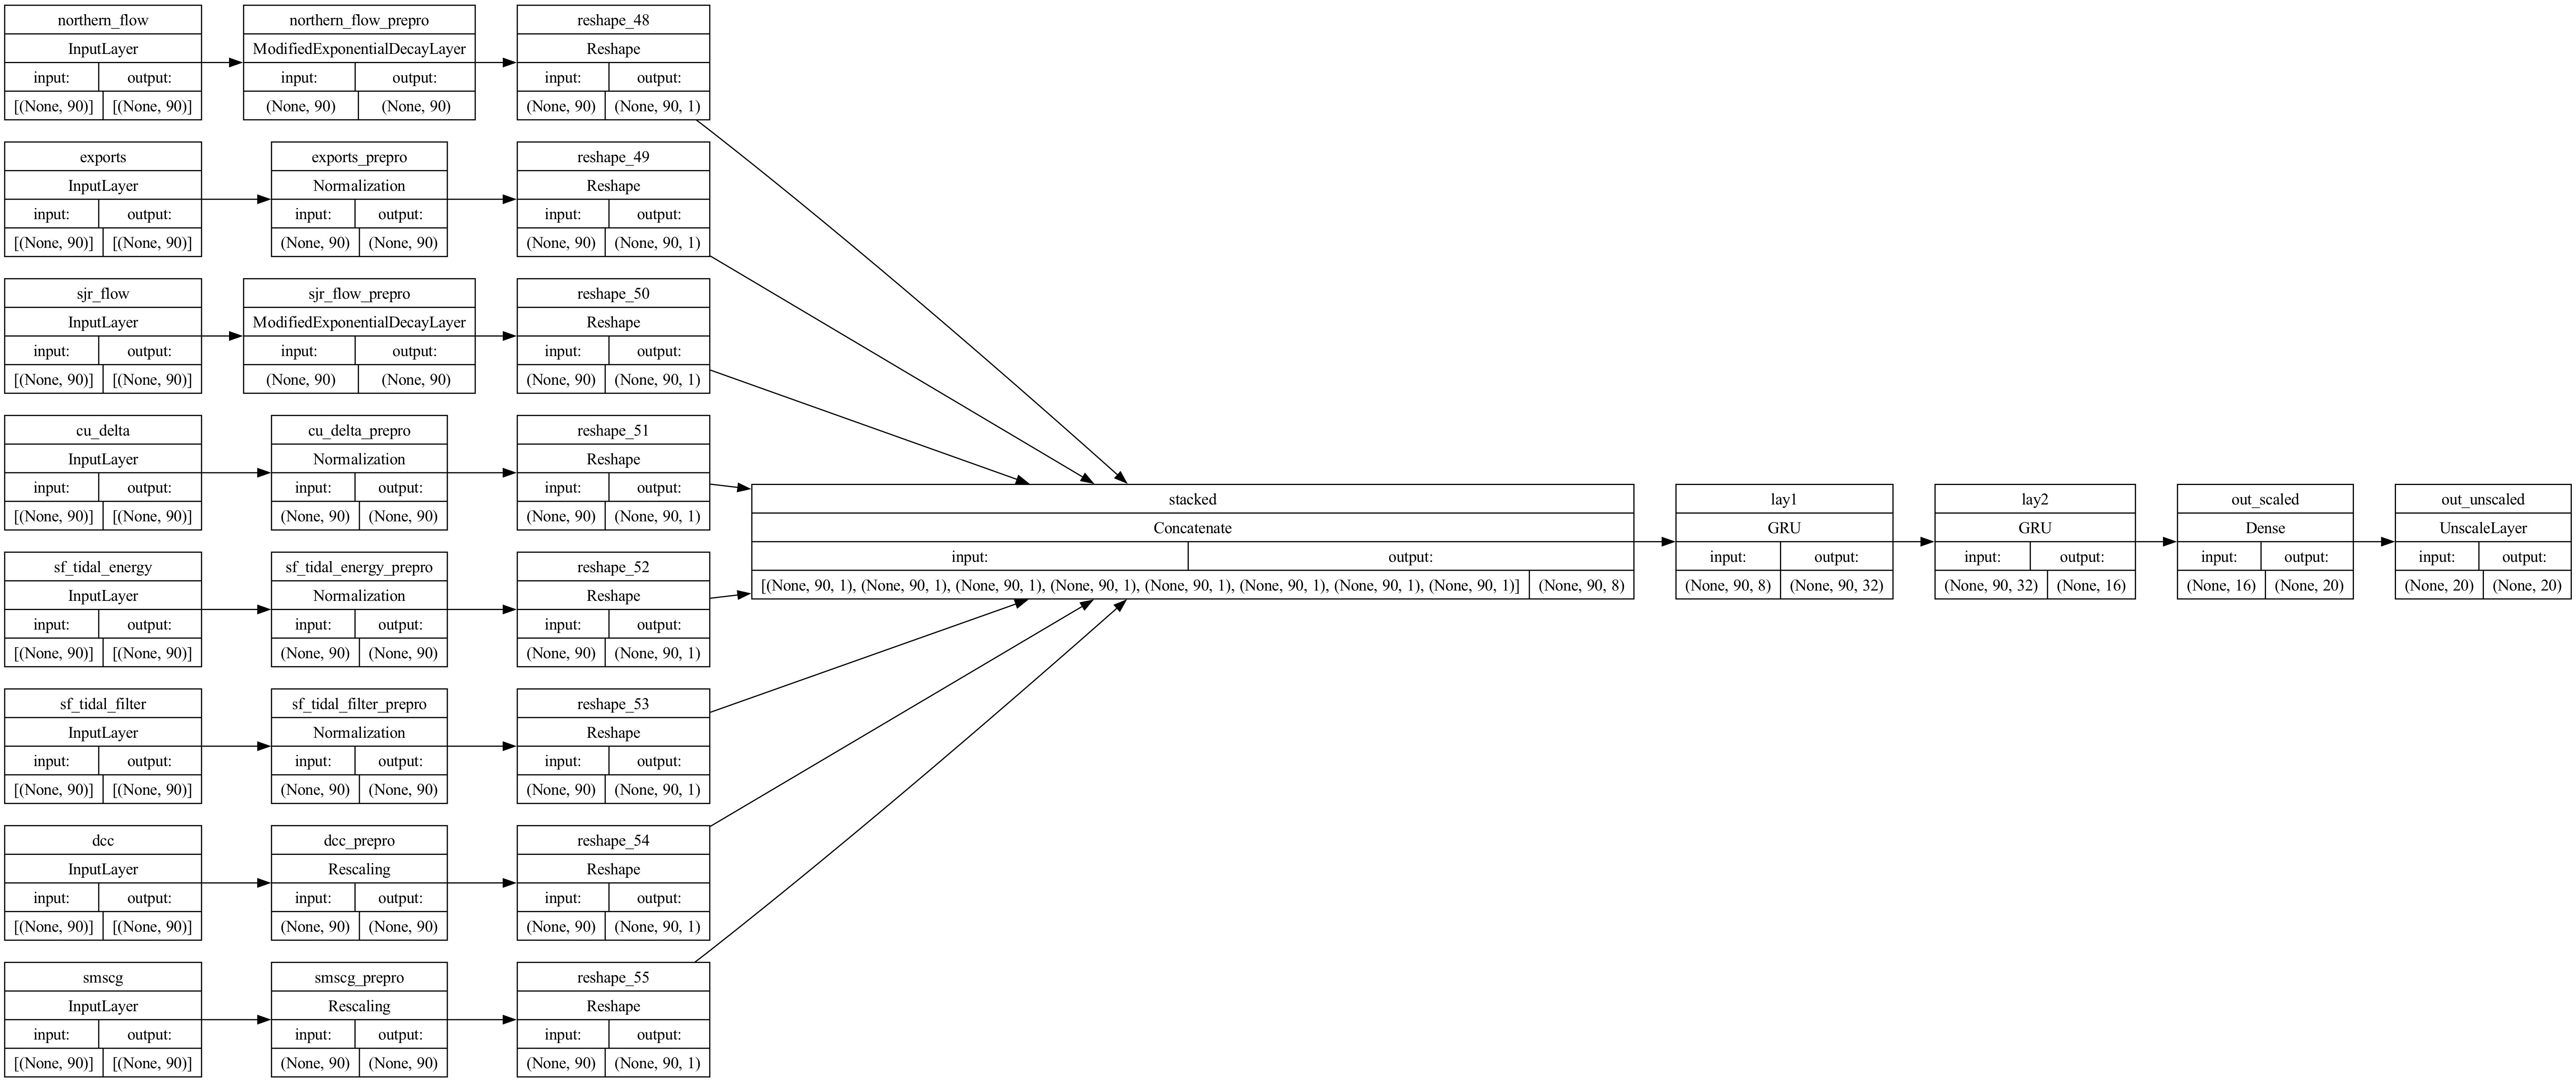 northern_flow
InputLayer
input: output:
[(None, 90)] [(None, 90)]
northern_flow_prepro
ModifiedExponentialDecayLayer
input: output:
(None, 90) (None, 90)
reshape_48
Reshape
input: output:
(None, 90) (None, 90, 1)
exports
InputLayer
input: output:
[(None, 90)] [(None, 90)]
exports_prepro
Normalization
input: output:
(None, 90) (None, 90)
reshape_49
Reshape
input: output:
(None, 90) (None, 90, 1)
sjr_flow
InputLayer
input: output:
[(None, 90)] [(None, 90)]
sjr_flow_prepro
ModifiedExponentialDecayLayer
input: output:
(None, 90) (None, 90)
reshape_50
Reshape
input: output:
(None, 90) (None, 90, 1)
cu_delta
InputLayer
input: output:
[(None, 90)] [(None, 90)]
cu_delta_prepro
Normalization
input: output:
(None, 90) (None, 90)
reshape_51
Reshape
input: output:
(None, 90) (None, 90, 1)
sf_tidal_energy
InputLayer
input: output:
[(None, 90)] [(None, 90)]
sf_tidal_energy_prepro
Normalization
input: output:
(None, 90) (None, 90)
reshape_52
Reshape
input: output:
(None, 90) (None, 90, 1)
sf_tidal_filter
InputLayer
input: output:
[(None, 90)] [(None, 90)]
sf_tidal_filter_prepro
Normalization
input: output:
(None, 90) (None, 90)
reshape_53
Reshape
input: output:
(None, 90) (None, 90, 1)
dcc
InputLayer
input: output:
[(None, 90)] [(None, 90)]
dcc_prepro
Rescaling
input: output:
(None, 90) (None, 90)
reshape_54
Reshape
input: output:
(None, 90) (None, 90, 1)
smscg
InputLayer
input: output:
[(None, 90)] [(None, 90)]
smscg_prepro
Rescaling
input: output:
(None, 90) (None, 90)
reshape_55
Reshape
input: output:
(None, 90) (None, 90, 1)
stacked
Concatenate
input: output:
[(None, 90, 1), (None, 90, 1), (None, 90, 1), (None, 90, 1), (None, 90, 1), (None, 90, 1), (None, 90, 1), (None, 90, 1)] (None, 90, 8)
lay1
GRU
input: output:
(None, 90, 8) (None, 90, 32)
lay2
GRU
input: output:
(None, 90, 32) (None, 16)
out_scaled
Dense
input: output:
(None, 16) (None, 20)
out_unscaled
UnscaleLayer
input: output:
(None, 20) (None, 20)